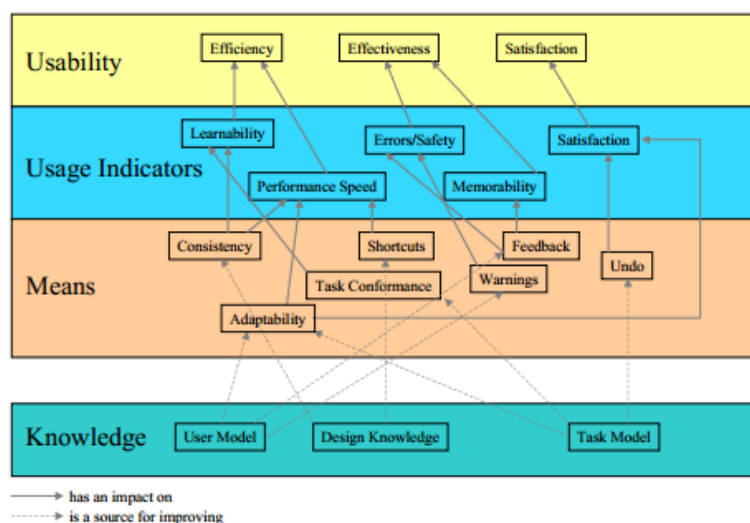 Usability
Efficiency
Effectiveness
Satisfaction
Usage Indicators
Learnability
Errors/Safety
Satisfaction
Performance Speed
Memorability
Means
Consistency
Shortcuts
Feedback
Undo
Task Conformance
Warnings
Adaptability
Knowledge
User Model
Design Knowledge
Task Model
has an impact on
is a source for improving